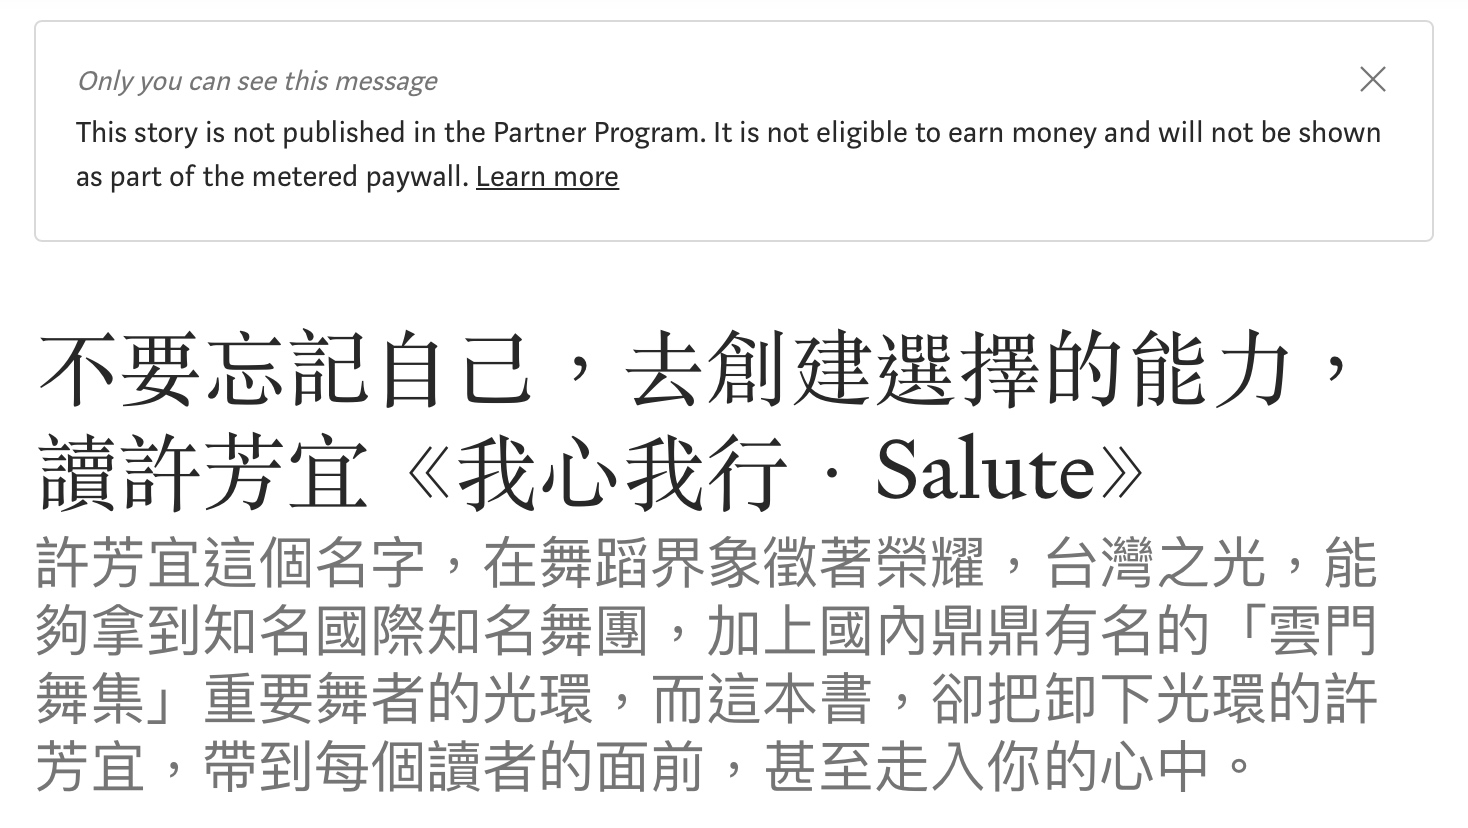 Only you can see this message
This story is not published in the Partner Program. It is not eligible to earn money and will not be shown
as part of the metered paywall. Learn more
不要忘記自己，去創建選擇的能力，
讀許芳宜《我心我行．Salute》
許芳宜這個名字，在舞蹈界象徵著榮耀，台灣之光，能
夠拿到知名國際知名舞團，加上國內鼎鼎有名的「雲門
舞集」重要舞者的光環，而這本書，卻把卸下光環的許
芳宜，帶到每個讀者的面前，甚至走入你的心中。